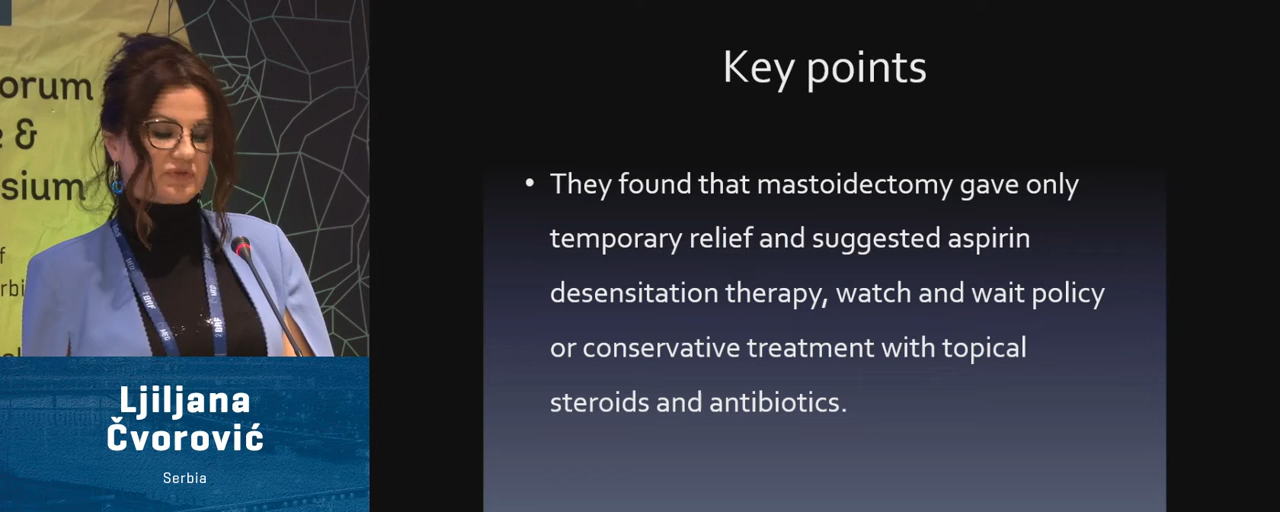 orum
e &
sium
f
rbi
Ljiljana
Čvorović
Serbia
Key points
• They found that mastoidectomy gave only
temporary relief and suggested aspirin
desensitation therapy, watch and wait policy
or conservative treatment with topical
steroids and antibiotics.